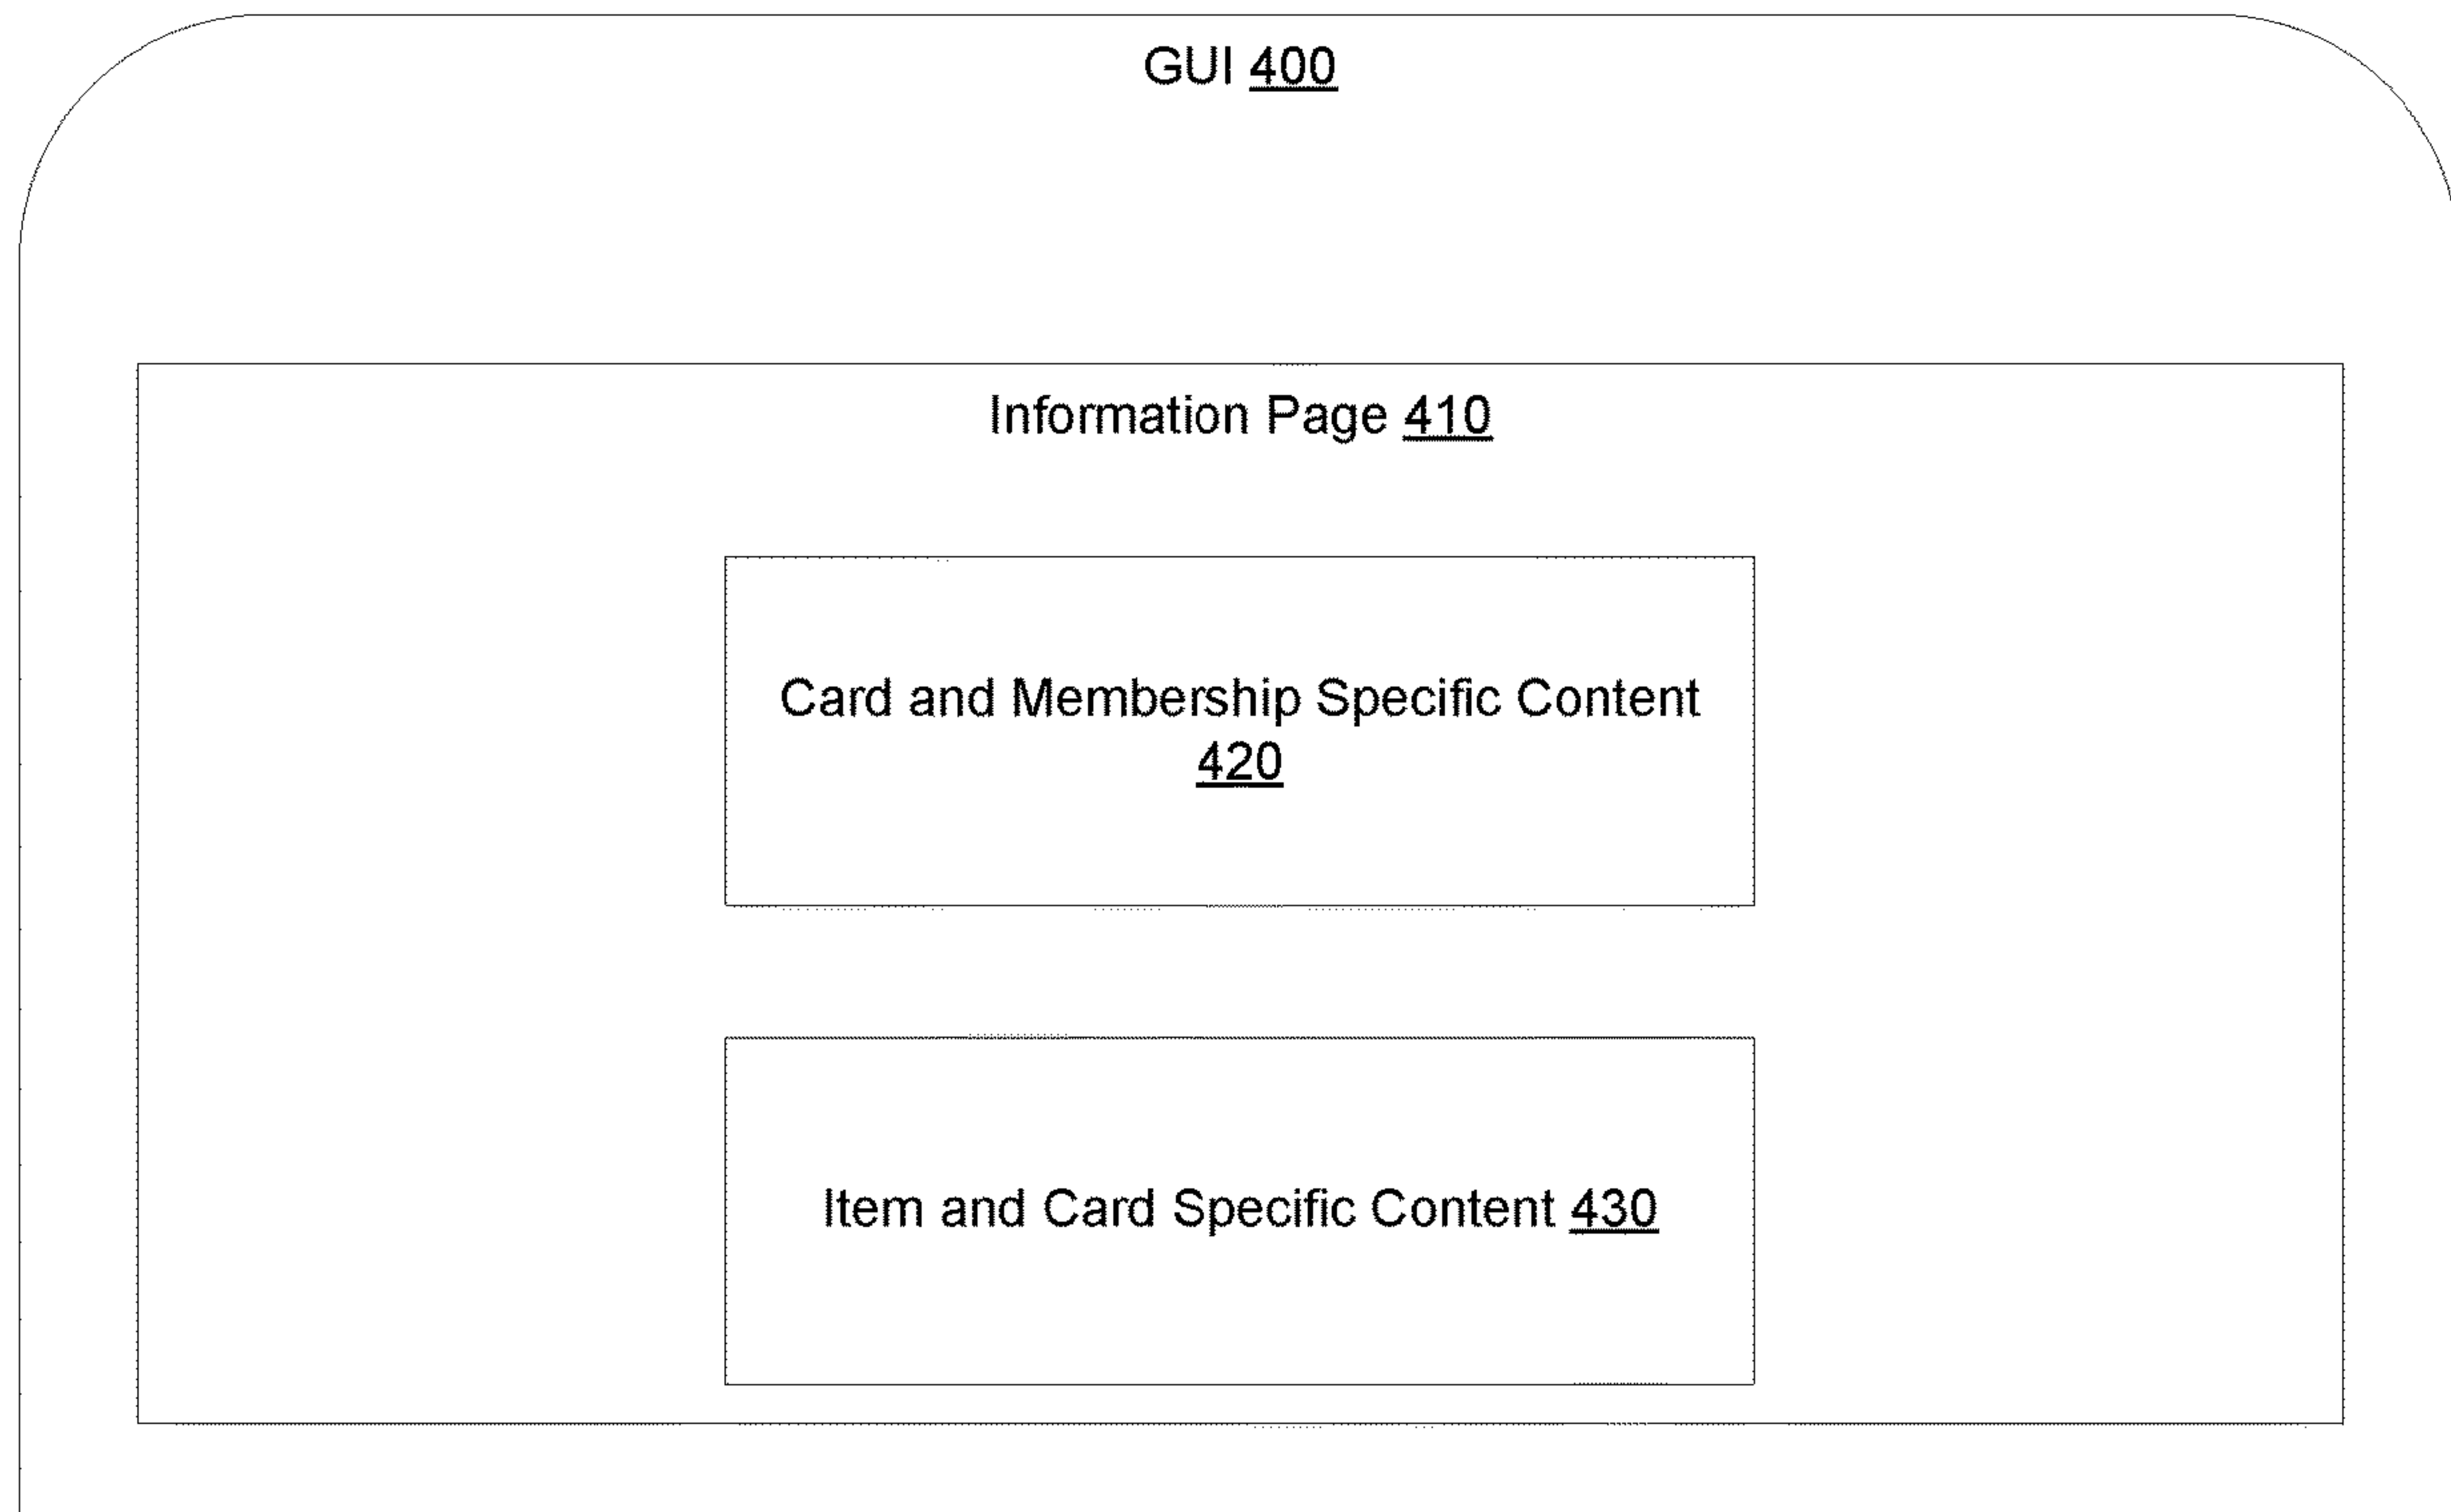 GUI 400
Information Page 410
Card and Membership Specific Content
420
Item and Card Specific Content 430